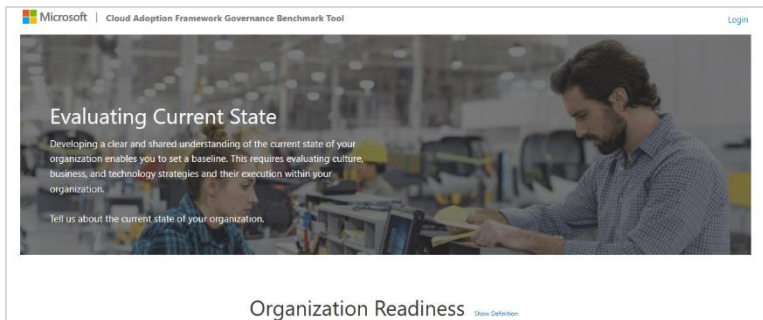 Microsoft | Cloud Adoption Framework Governance Benchmark Tool
Login
Evaluating Current State
Developing a clear and shared understanding of the current state of your
organization enables you to set a baseline. This requires evaluating culture,
business, and technology strategies and their execution within your
organization.
Tell us about the current state of your organization.
Organization Readiness Show Definition